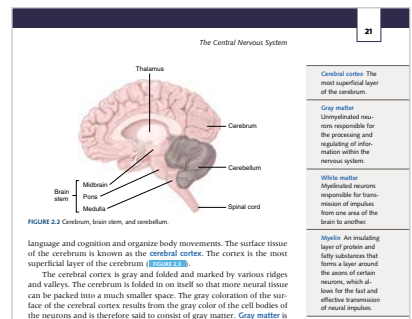 21
The Central Nervous System
Thalamus
Cerebrum
Cerebellum
Spinal cord
Brain
stem
Midbrain
Pons
Medulla
FIGURE 2.2 Cerebrum, brain stem, and cerebellum.
language and cognition and organize body movements. The surface tissue
of the cerebrum is known as the cerebral cortex. The cortex is the most
superficial layer of the cerebrum (FIGURE 2.3).
The cerebral cortex is gray and folded and marked by various ridges
and valleys. The cerebrum is folded in on itself so that more neural tissue
can be packed into a much smaller space. The gray coloration of the sur-
face of the cerebral cortex results from the gray color of the cell bodies of
the neurons and is therefore said to consist of gray matter. Gray matter is
Cerebral cortex The
most superficial layer
of the cerebrum.
Gray matter
Unmyelinated neu-
rons responsible for
the processing and
regulating of infor-
mation within the
nervous system.
White matter
Myelinated neurons
responsible for trans-
mission of impulses
from one area of the
brain to another.
Myelin An insulating
layer of protein and
fatty substances that
forms a layer around
the axons of certain
neurons, which al-
lows for the fast and
effective transmission
of neural impulses.